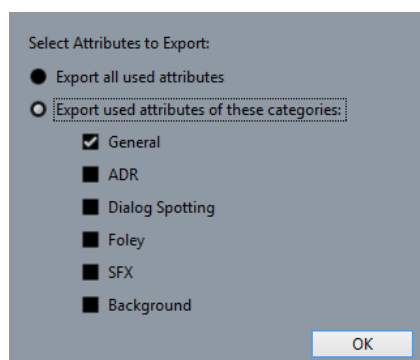 Select Attributes to Export:
Export all used attributes
Export used attributes of these categories:
General
ADR
Dialog Spotting
Foley
SFX
Background
OK